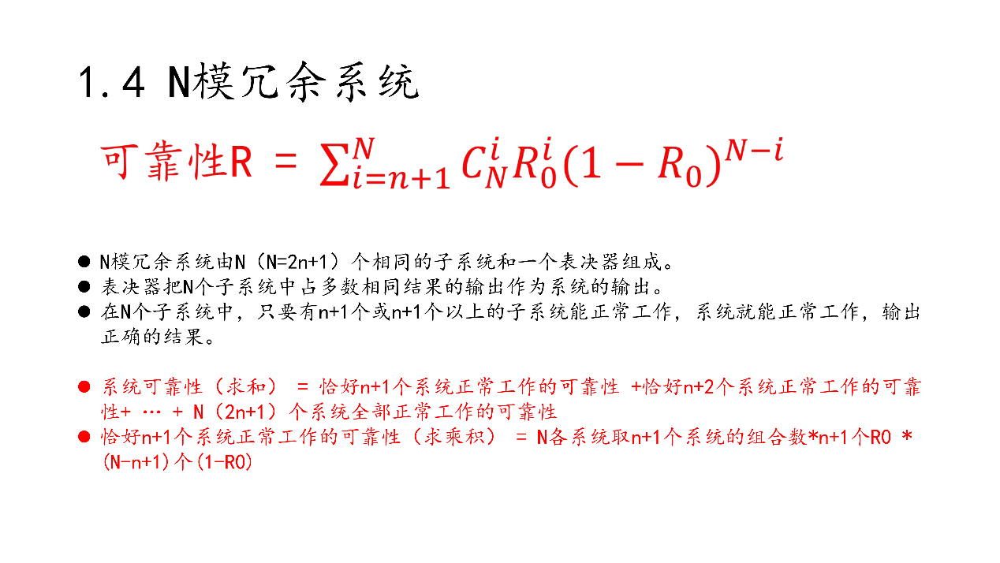 1.4 N模冗余系统
可靠性R = $\sum_{i=n+1}^{N} C_N^i R_0^i (1-R_0)^{N-i}$
● N模冗余系统由N（N=2n+1）个相同的子系统和一个表决器组成。
● 表决器把N个子系统中占多数相同结果的输出作为系统的输出。
● 在N个子系统中，只要有n+1个或n+1个以上的子系统能正常工作，系统就能正常工作，输出
正确的结果。
● 系统可靠性（求和） = 恰好n+1个系统正常工作的可靠性 +恰好n+2个系统正常工作的可靠
性+ … + N（2n+1）个系统全部正常工作的可靠性
● 恰好n+1个系统正常工作的可靠性（求乘积） = N各系统取n+1个系统的组合数*n+1个R0 *
(N-n+1)个(1-R0)